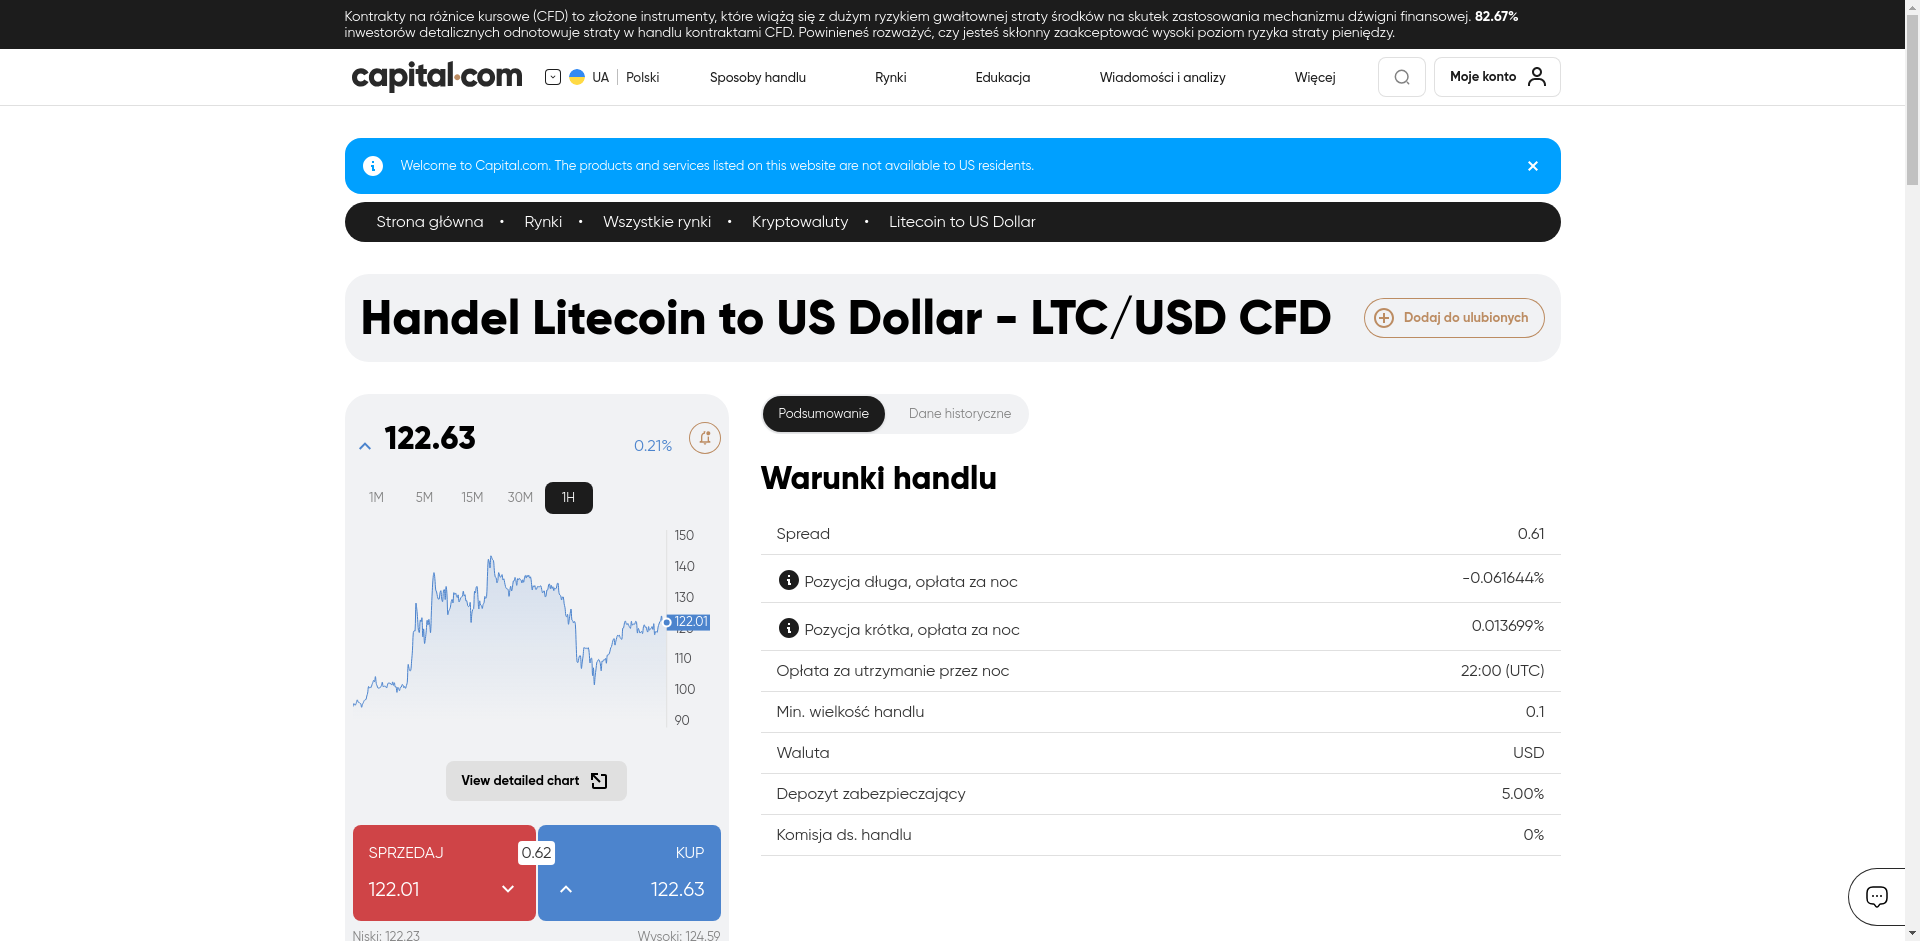 Kontrakty na różnice kursowe (CFD) to złożone instrumenty, które wiążą się z dużym ryzykiem gwałtownej straty środków na skutek zastosowania mechanizmu dźwigni finansowej. 82.67%
inwestorów detalicznych odnotowuje straty w handlu kontraktami CFD. Powinieneś rozważyć, czy jesteś skłonny zaakceptować wysoki poziom ryzyka straty pieniędzy.
capital.com UA Polski Sposoby handlu Rynki Edukacja Wiadomości i analizy Więcej Moje konto
Welcome to Capital.com. The products and services listed on this website are not available to US residents.
Strona główna • Rynki • Wszystkie rynki • Kryptowaluty • Litecoin to US Dollar
Handel Litecoin to US Dollar - LTC/USD CFD
Dodaj do ulubionych
122.63 0.21%
1M 5M 15M 30M 1H
150
140
130
122.01
120
110
100
90
View detailed chart
SPRZEDAJ 0.62 KUP
122.01 122.63
Niski: 122.23 Wysoki: 124.59
Podsumowanie Dane historyczne
Warunki handlu
Spread 0.61
Pozycja długa, opłata za noc -0.061644%
Pozycja krótka, opłata za noc 0.013699%
Opłata za utrzymanie przez noc 22:00 (UTC)
Min. wielkość handlu 0.1
Waluta USD
Depozyt zabezpieczający 5.00%
Komisja ds. handlu 0%